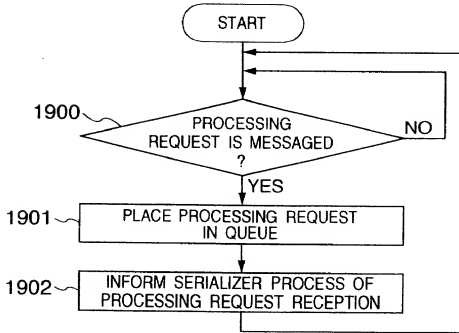 START
1900
PROCESSING
REQUEST IS MESSAGED
?
NO
YES
1901
PLACE PROCESSING REQUEST
IN QUEUE
1902
INFORM SERIALIZER PROCESS OF
PROCESSING REQUEST RECEPTION